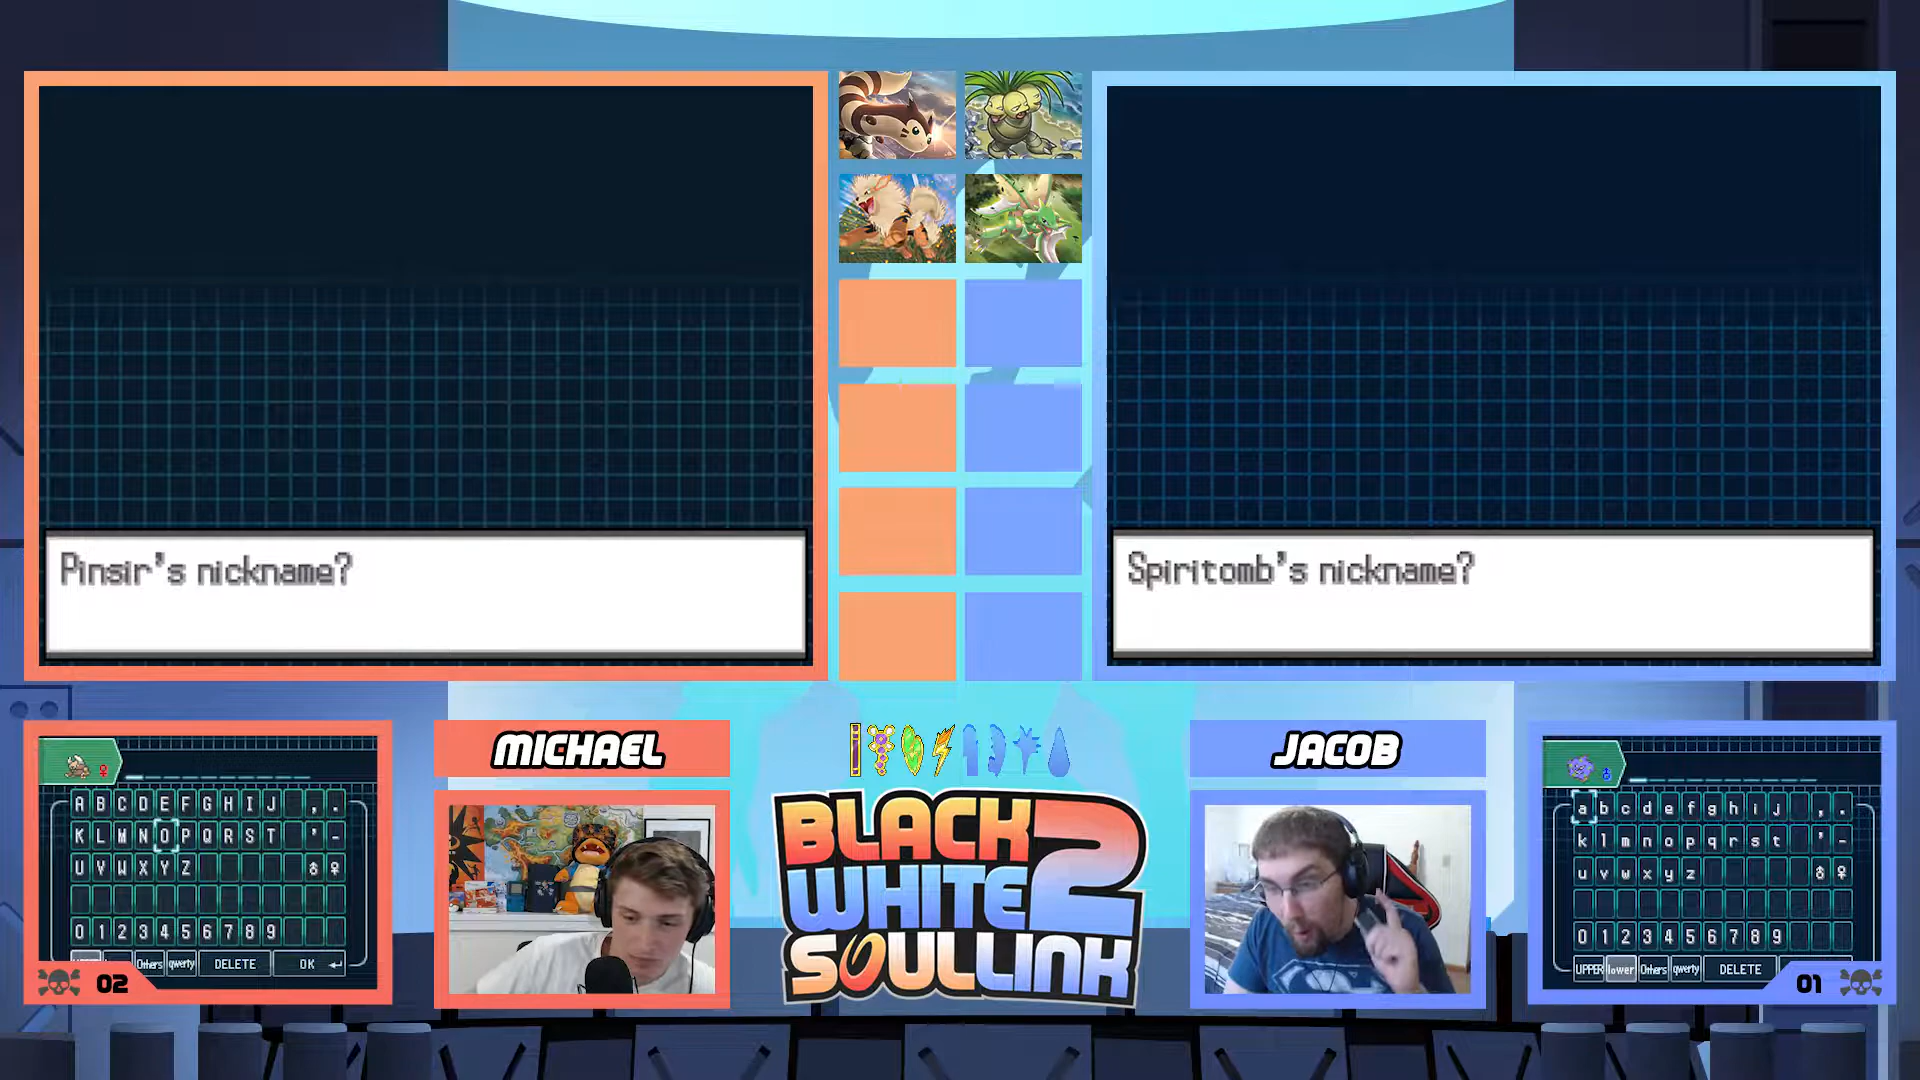 Pinsir's nickname?
Spiritomb's nickname?
MICHAEL
JACOB
BLACK
WHITE 2
SOUL LINK
A B C D E F G H I J , .
K L M N O P Q R S T ' -
U V W X Y Z ♂ ♀
0 1 2 3 4 5 6 7 8 9
Others qwerty DELETE OK
02
a b c d e f g h i j , .
k l m n o p q r s t ' -
u v w x y z ♂ ♀
0 1 2 3 4 5 6 7 8 9
UPPER lower Others qwerty DELETE
01